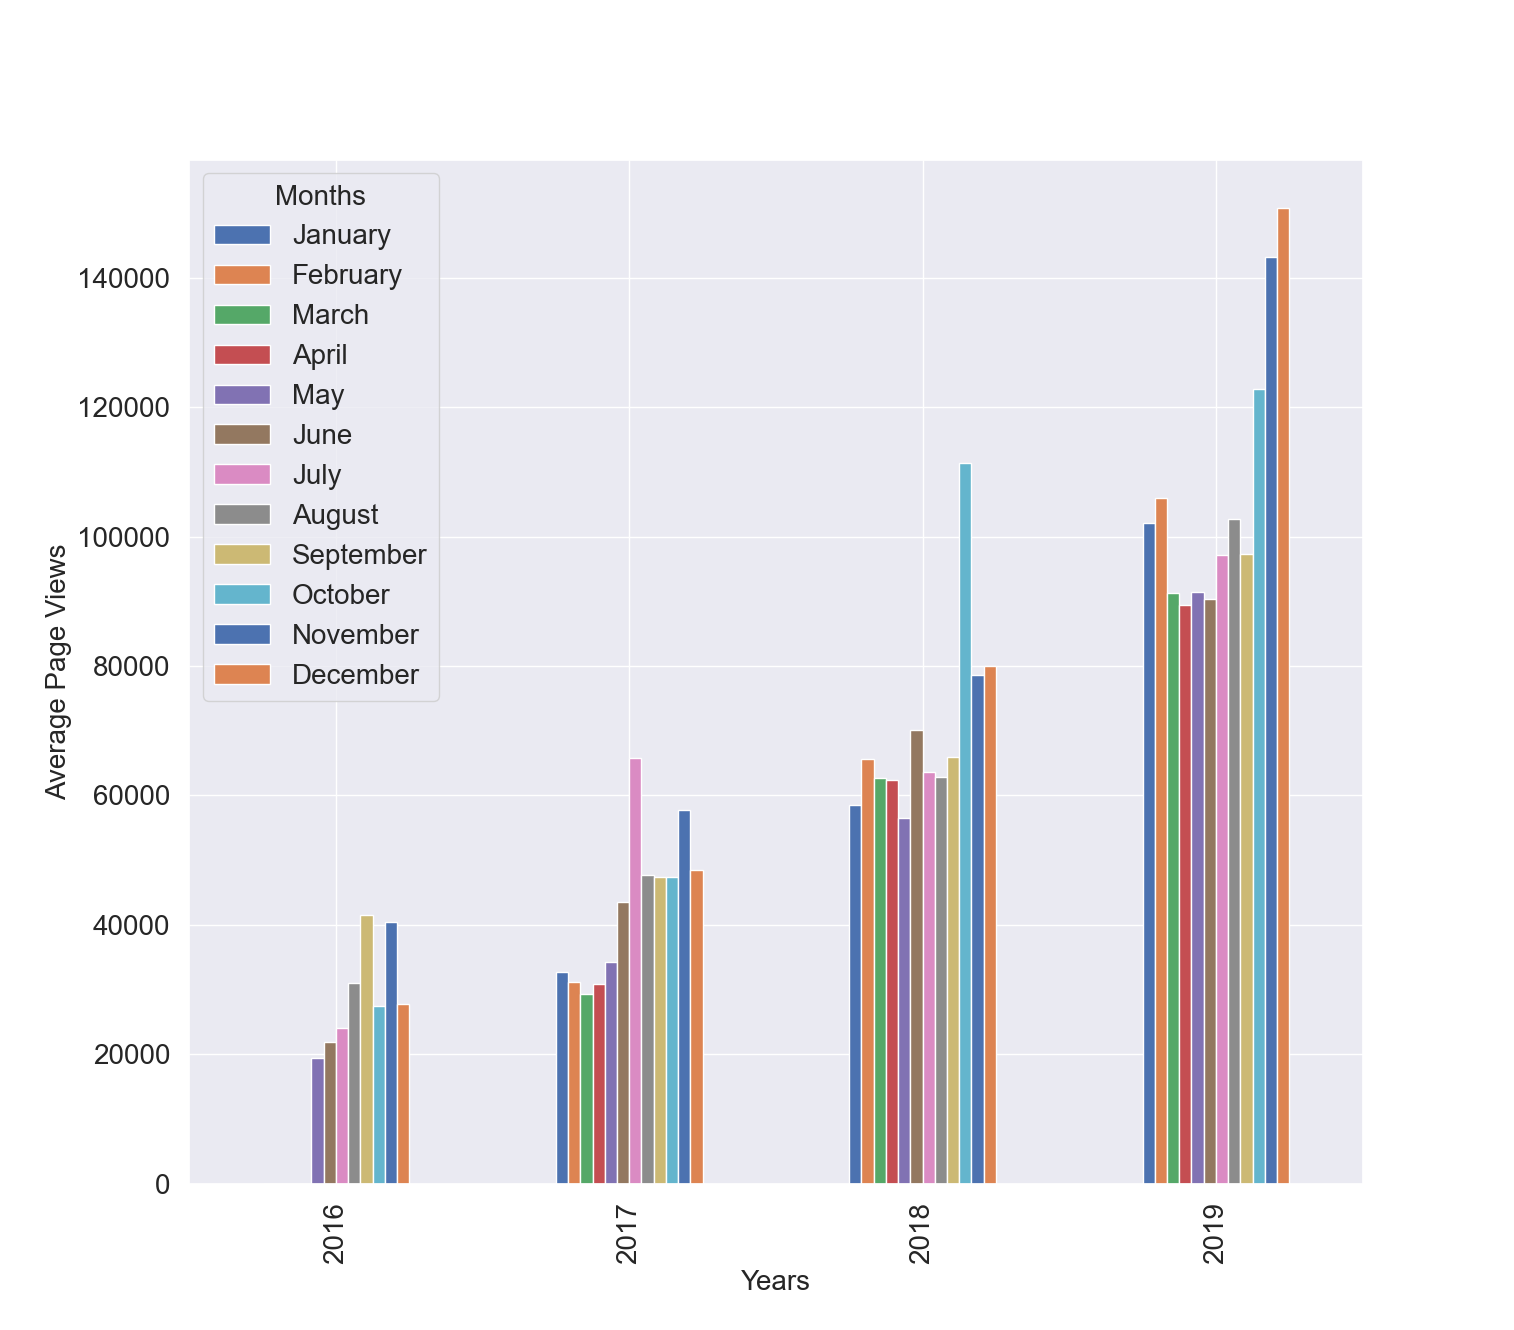 Months
January
February
March
April
May
June
July
August
September
October
November
December
140000
120000
100000
80000
60000
40000
20000
0
Average Page Views
2016
2017
2018
2019
Years